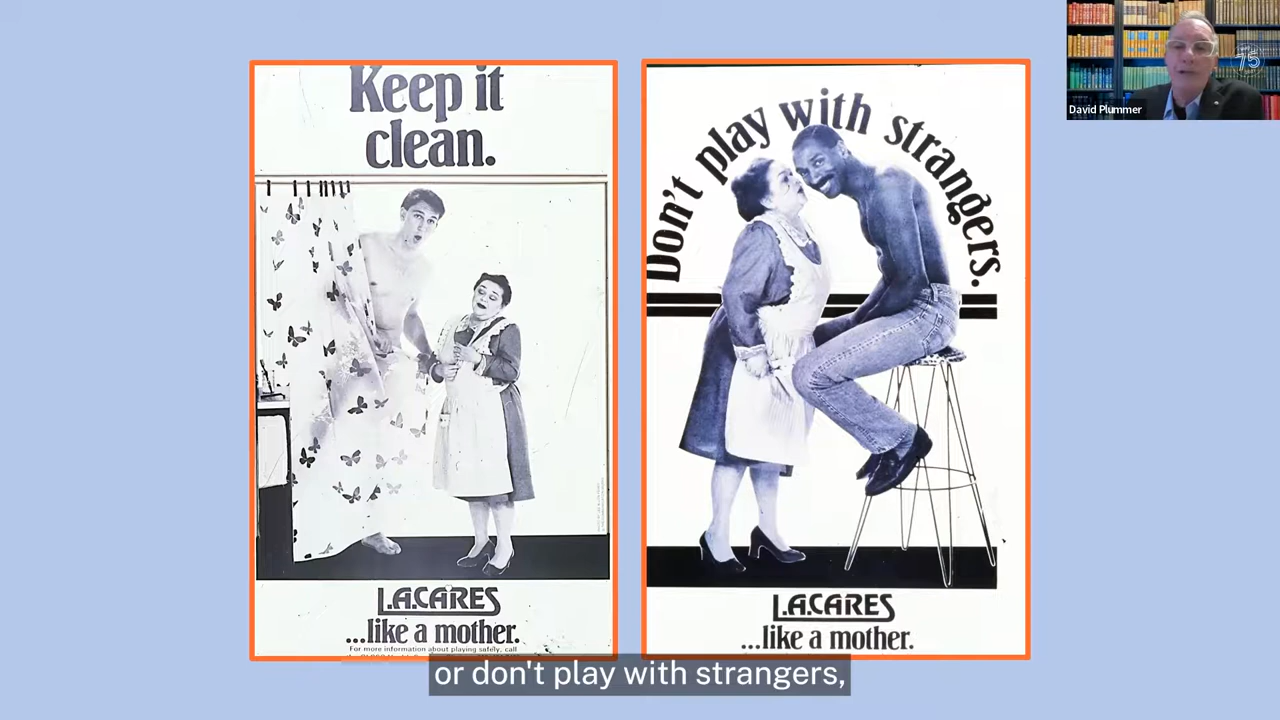 Keep it
clean.
L.A.CARES
...like a mother.
For more information about playing safely, call
Don't play with strangers.
L.A.CARES
...like a mother.
or don't play with strangers,
David Plummer
75